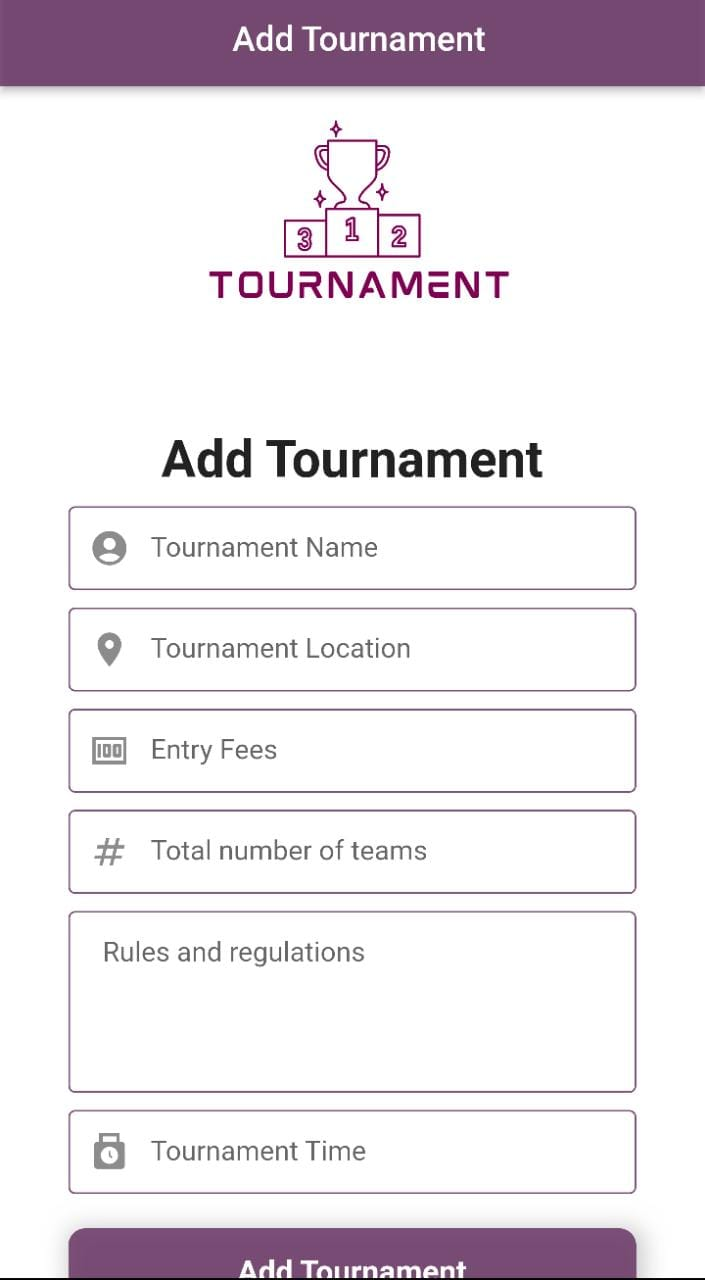 Add Tournament
3 1 2
TOURNAMENT
Add Tournament
Tournament Name
Tournament Location
100 Entry Fees
# Total number of teams
Rules and regulations
Tournament Time
Add Tournament